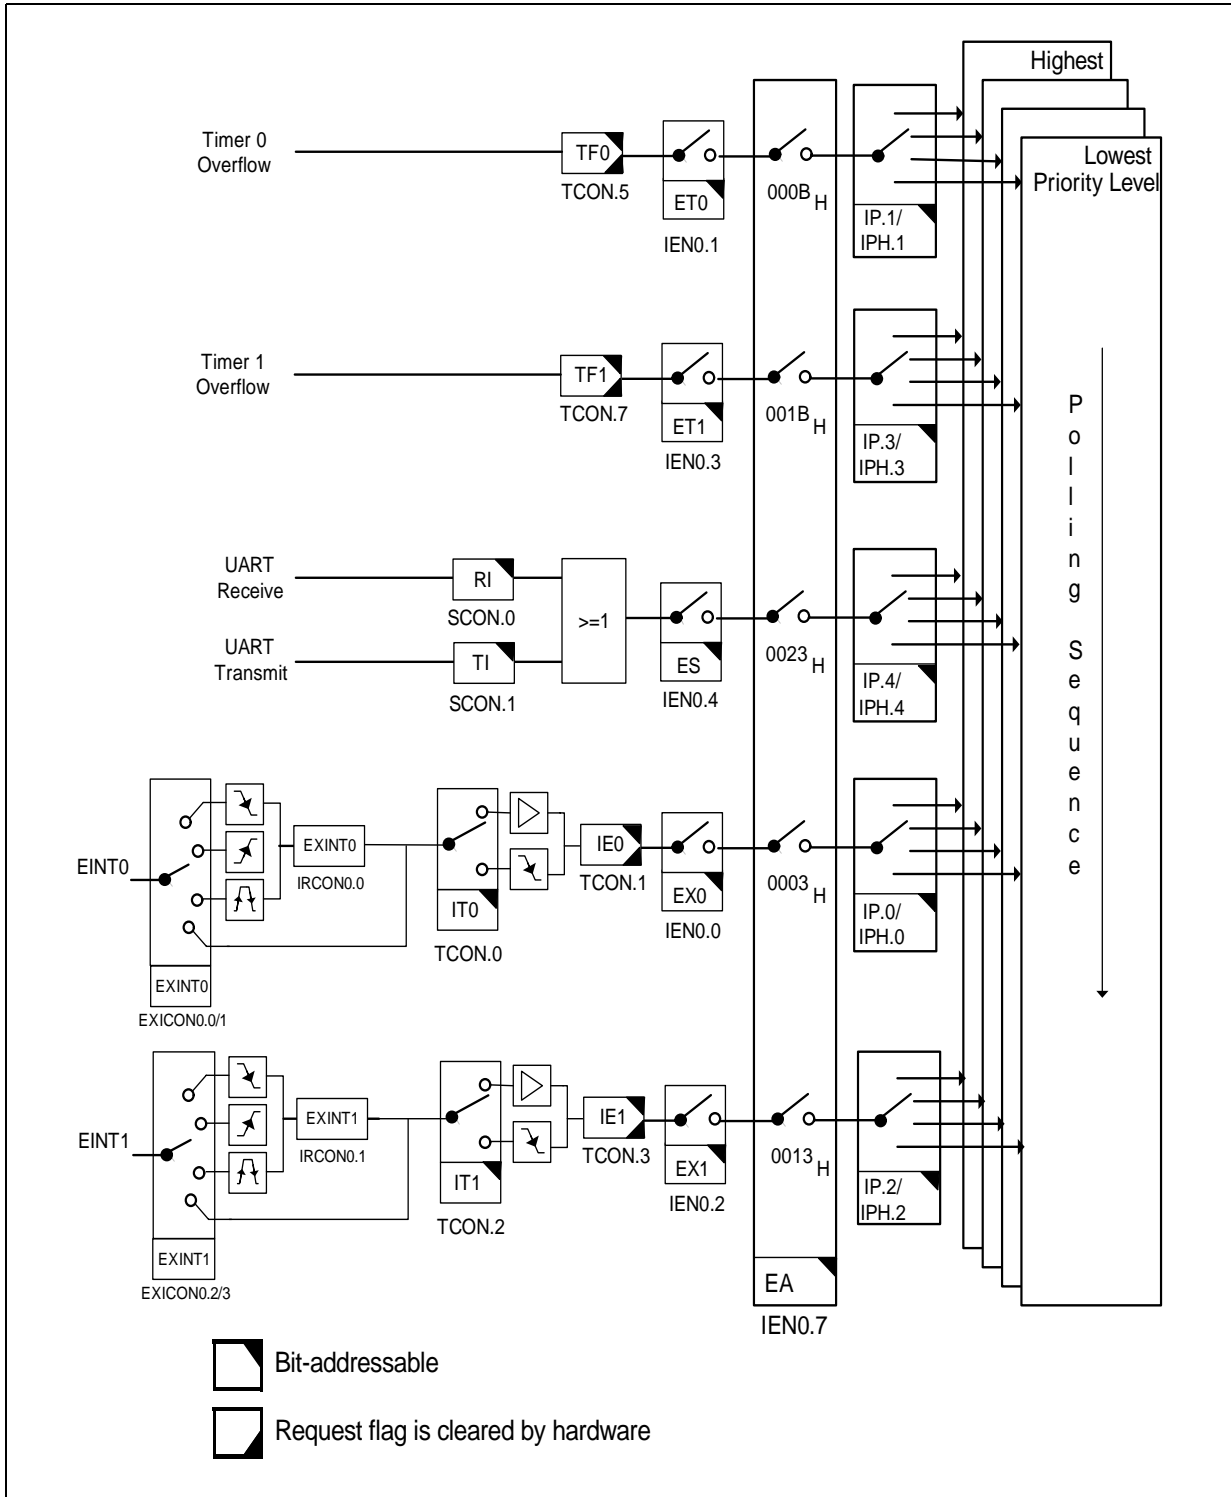 Highest
Lowest
Priority Level
Timer 0
Overflow
TF0
TCON.5
ET0
IEN0.1
000B H
IP.1/
IPH.1
Timer 1
Overflow
TF1
TCON.7
ET1
IEN0.3
001B H
IP.3/
IPH.3
UART
Receive
RI
SCON.0
UART
Transmit
TI
SCON.1
>=1
ES
IEN0.4
0023 H
IP.4/
IPH.4
EINT0
EXINT0
EXICON0.0/1
EXINT0
IRCON0.0
IT0
TCON.0
IE0
TCON.1
EX0
IEN0.0
0003 H
IP.0/
IPH.0
EINT1
EXINT1
EXICON0.2/3
EXINT1
IRCON0.1
IT1
TCON.2
IE1
TCON.3
EX1
IEN0.2
0013 H
IP.2/
IPH.2
EA
IEN0.7
Polling Sequence
Bit-addressable
Request flag is cleared by hardware